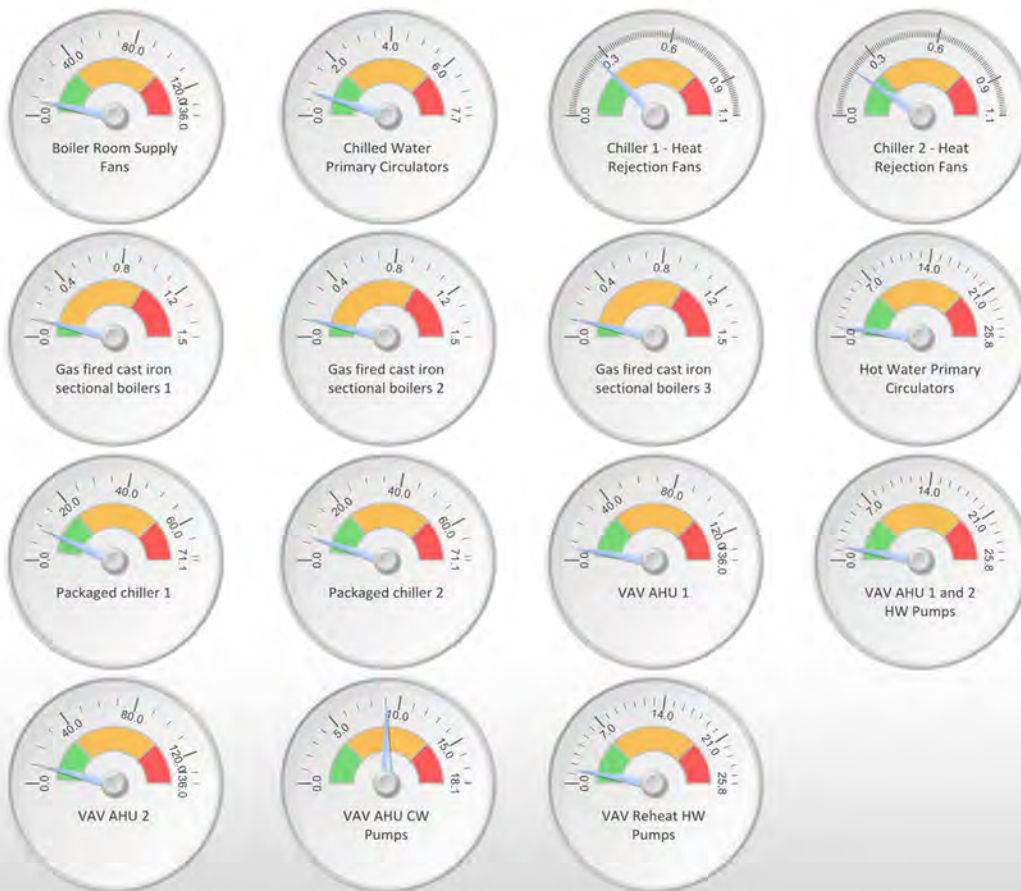 0.0 40.0 80.0 120.0 136.0
Boiler Room Supply
Fans
0.0 2.0 4.0 6.0 7.7
Chilled Water
Primary Circulators
0.0 0.3 0.6 0.9 1.1
Chiller 1 - Heat
Rejection Fans
0.0 0.3 0.6 0.9 1.1
Chiller 2 - Heat
Rejection Fans
0.0 0.4 0.8 1.2 1.5
Gas fired cast iron
sectional boilers 1
0.0 0.4 0.8 1.2 1.5
Gas fired cast iron
sectional boilers 2
0.0 0.4 0.8 1.2 1.5
Gas fired cast iron
sectional boilers 3
0.0 7.0 14.0 21.0 25.8
Hot Water Primary
Circulators
0.0 20.0 40.0 60.0 71.1
Packaged chiller 1
0.0 20.0 40.0 60.0 71.1
Packaged chiller 2
0.0 40.0 80.0 120.0 136.0
VAV AHU 1
0.0 7.0 14.0 21.0 25.8
VAV AHU 1 and 2
HW Pumps
0.0 40.0 80.0 120.0 136.0
VAV AHU 2
0.0 5.0 10.0 15.0 18.1
VAV AHU CW
Pumps
0.0 7.0 14.0 21.0 25.8
VAV Reheat HW
Pumps